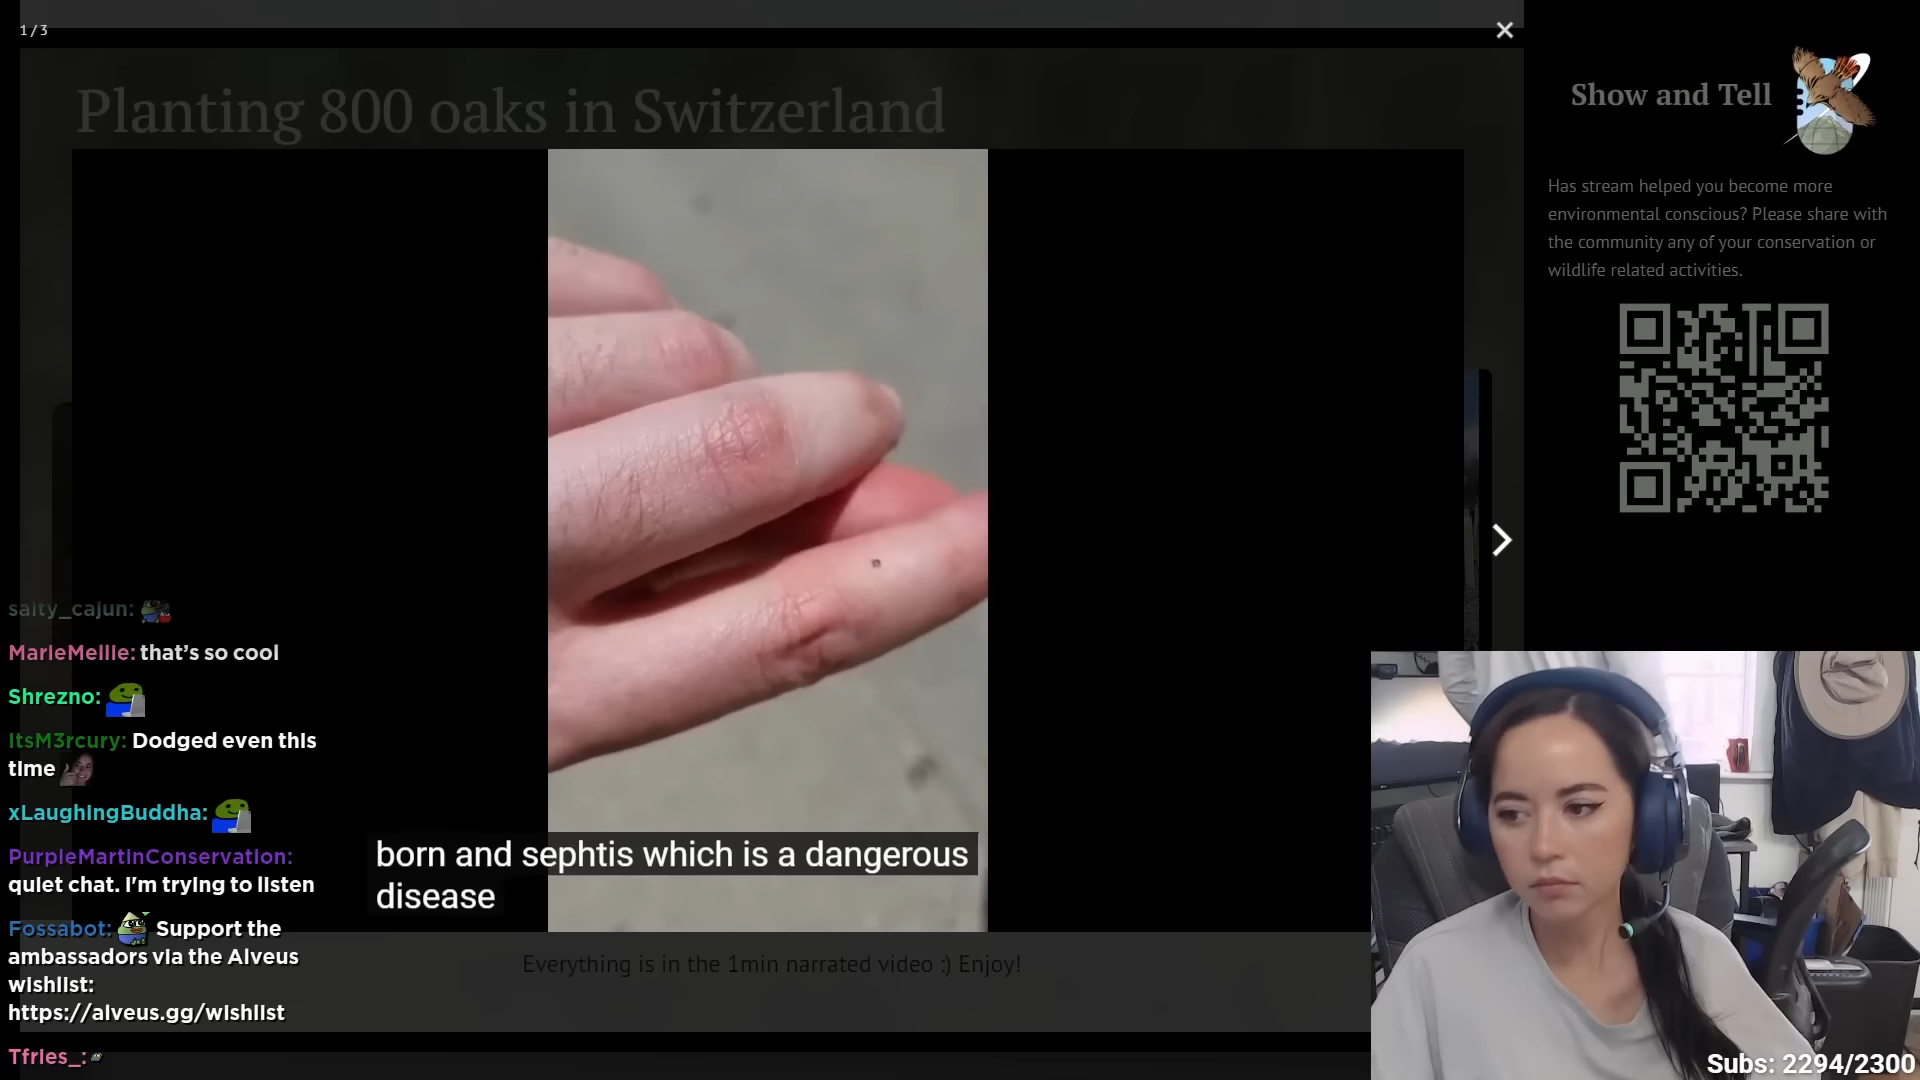 1 / 3
Planting 800 oaks in Switzerland
Show and Tell
Has stream helped you become more
environmental conscious? Please share with
the community any of your conservation or
wildlife related activities.
salty_cajun:
MarieMellie: that's so cool
Shrezno:
ItsM3rcury: Dodged even this
time
xLaughingBuddha:
PurpleMartinConservation:
quiet chat. I'm trying to listen
Fossabot: Support the
ambassadors via the Alveus
wishlist:
https://alveus.gg/wishlist
Tfries_:
born and sephtis which is a dangerous
disease
Everything is in the 1min narrated video :) Enjoy!
Subs: 2294/2300